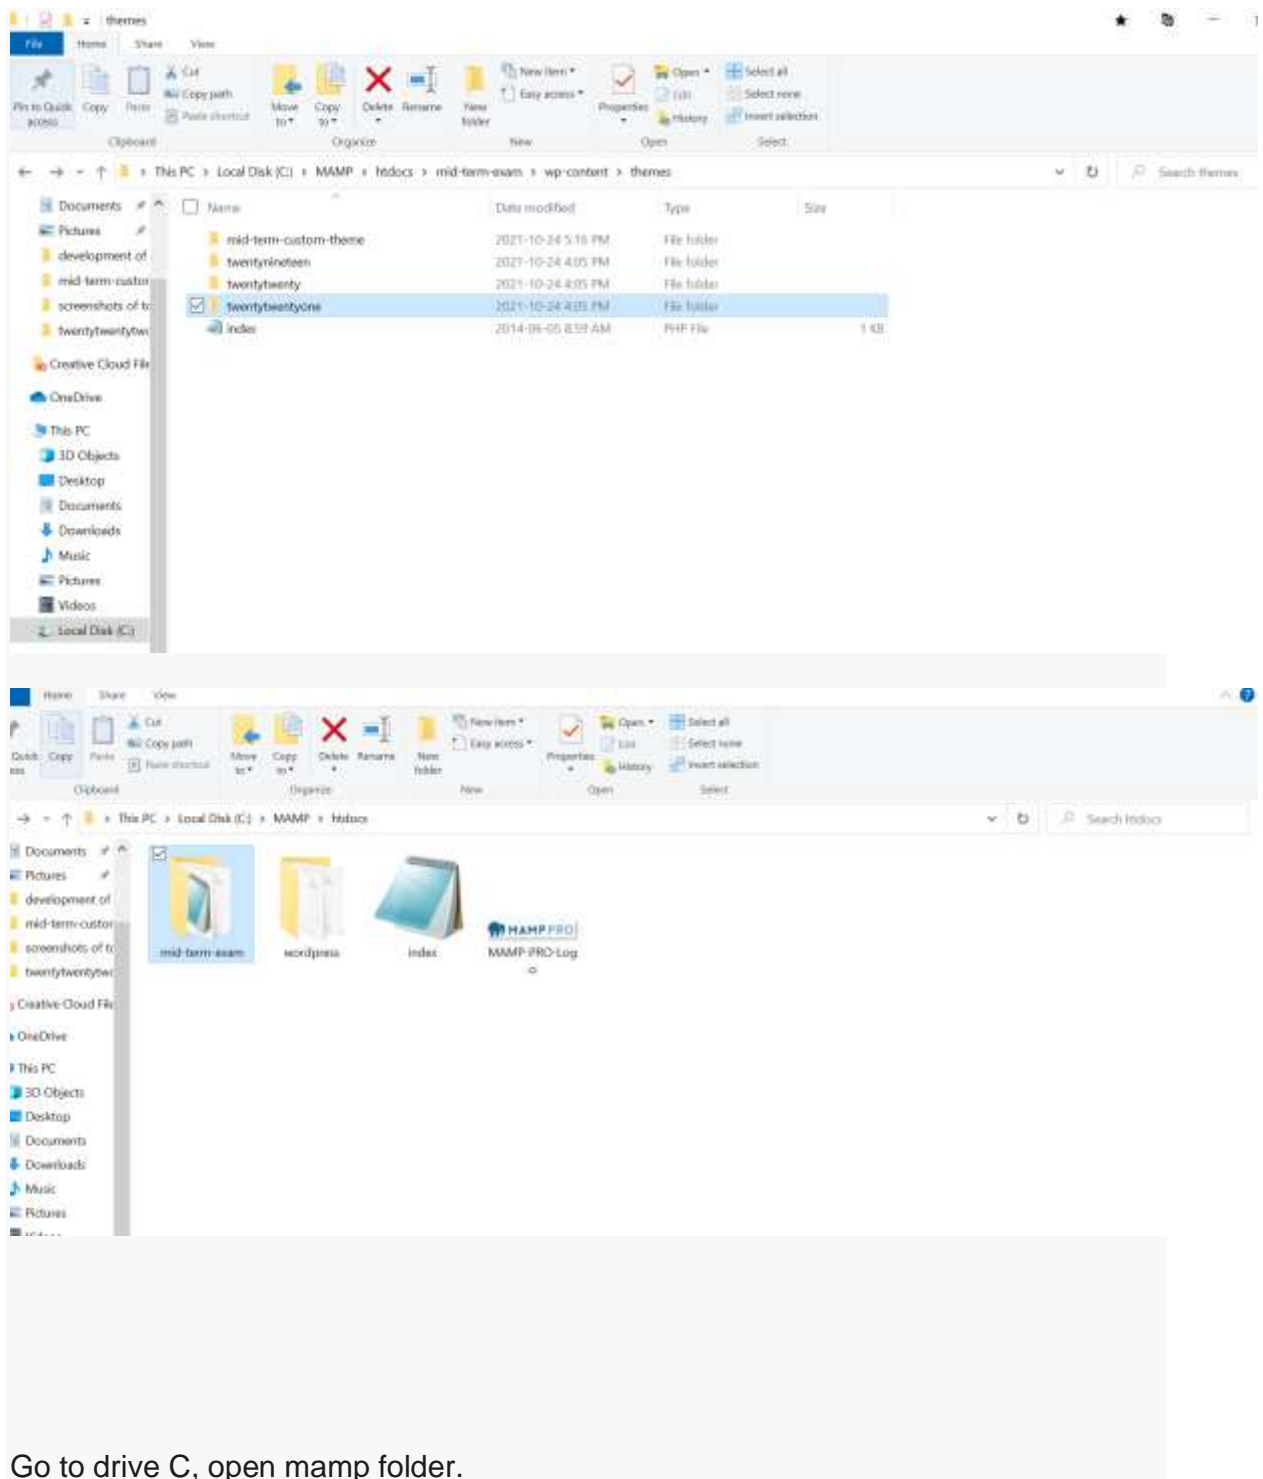 themes
File Home Share View
Pin to Quick access
Copy
Paste
Cut
Copy path
Paste shortcut
Move to
Copy to
Delete
Rename
New folder
New item
Easy access
Properties
Open
Edit
History
Select all
Select none
Invert selection
Clipboard Organize New Open Select
This PC › Local Disk (C:) › MAMP › htdocs › mid-term-exam › wp-content › themes
Search themes
Name Date modified Type Size
mid-term-custom-theme 2021-10-24 5:16 PM File folder
twentynineteen 2021-10-24 4:05 PM File folder
twentytwenty 2021-10-24 4:05 PM File folder
twentytwentyone 2021-10-24 4:05 PM File folder
index 2014-06-05 8:59 AM PHP File 1 KB
Documents
Pictures
development of
mid-term-custor
screenshots of to
twentytwentytwo
Creative Cloud File
OneDrive
This PC
3D Objects
Desktop
Documents
Downloads
Music
Pictures
Videos
Local Disk (C:)
Home Share View
Quick
Copy
Paste
Cut
Copy path
Paste shortcut
Move to
Copy to
Delete
Rename
New folder
New item
Easy access
Properties
Open
Edit
History
Select all
Select none
Invert selection
Clipboard Organize New Open Select
This PC › Local Disk (C:) › MAMP › htdocs
Search htdocs
Documents
Pictures
development of
mid-term-custor
screenshots of to
Creative Cloud File
OneDrive
This PC
3D Objects
Desktop
Documents
Downloads
Music
Pictures
MAMP PRO
mid-term-exam
wordpress
index
MAMP-PRO-Log
o
Go to drive C, open mamp folder.